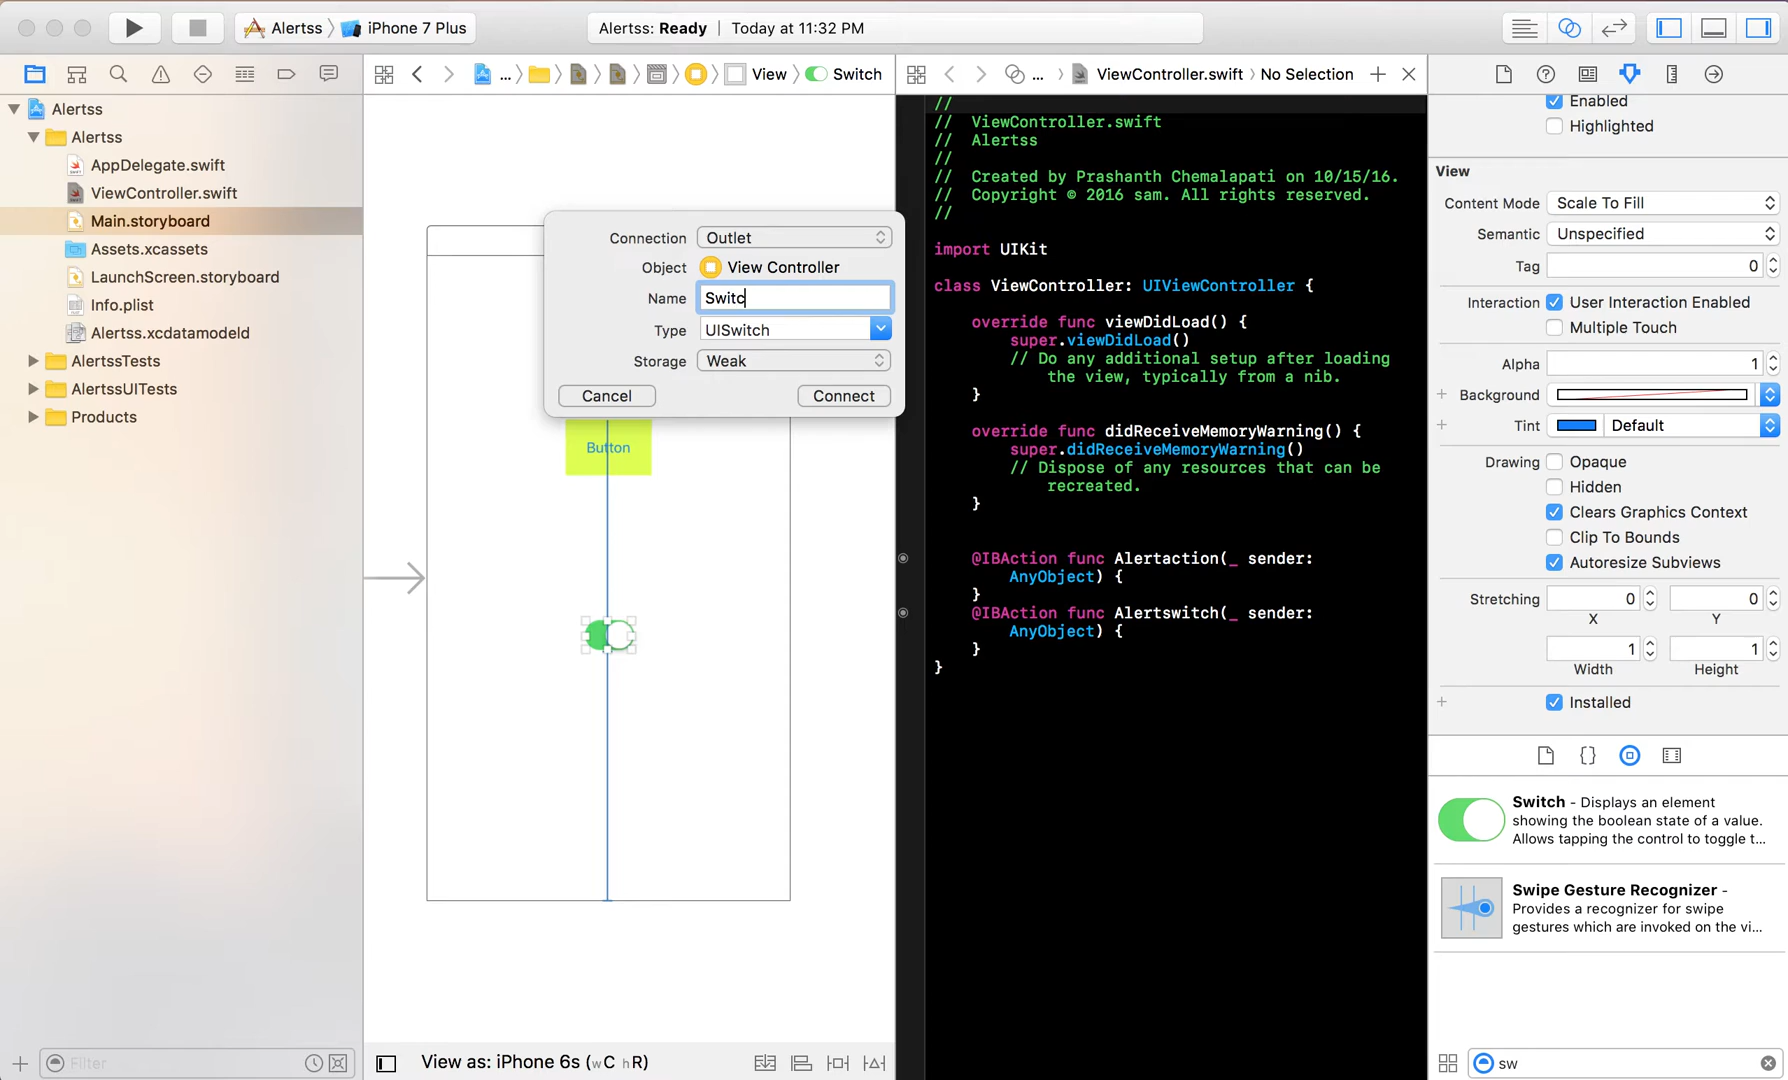 Alertss
iPhone 7 Plus
Alertss: Ready | Today at 11:32 PM
...
View
Switch
...
ViewController.swift
No Selection
Alertss
Alertss
AppDelegate.swift
ViewController.swift
Main.storyboard
Assets.xcassets
LaunchScreen.storyboard
Info.plist
Alertss.xcdatamodeld
AlertssTests
AlertssUITests
Products
Filter
Connection
Outlet
Object
View Controller
Name
Switc
Type
UISwitch
Storage
Weak
Cancel
Connect
Button
View as: iPhone 6s (wC hR)
//
//  ViewController.swift
//  Alertss
//
//  Created by Prashanth Chemalapati on 10/15/16.
//  Copyright © 2016 sam. All rights reserved.
//
import UIKit
class ViewController: UIViewController {
override func viewDidLoad() {
super.viewDidLoad()
// Do any additional setup after loading
the view, typically from a nib.
}
override func didReceiveMemoryWarning() {
super.didReceiveMemoryWarning()
// Dispose of any resources that can be
recreated.
}
@IBAction func Alertaction(_ sender:
AnyObject) {
}
@IBAction func Alertswitch(_ sender:
AnyObject) {
}
}
Enabled
Highlighted
View
Content Mode
Scale To Fill
Semantic
Unspecified
Tag
0
Interaction
User Interaction Enabled
Multiple Touch
Alpha
1
Background
Tint
Default
Drawing
Opaque
Hidden
Clears Graphics Context
Clip To Bounds
Autoresize Subviews
Stretching
0
0
X
Y
1
1
Width
Height
Installed
Switch - Displays an element
showing the boolean state of a value.
Allows tapping the control to toggle t...
Swipe Gesture Recognizer -
Provides a recognizer for swipe
gestures which are invoked on the vi...
sw